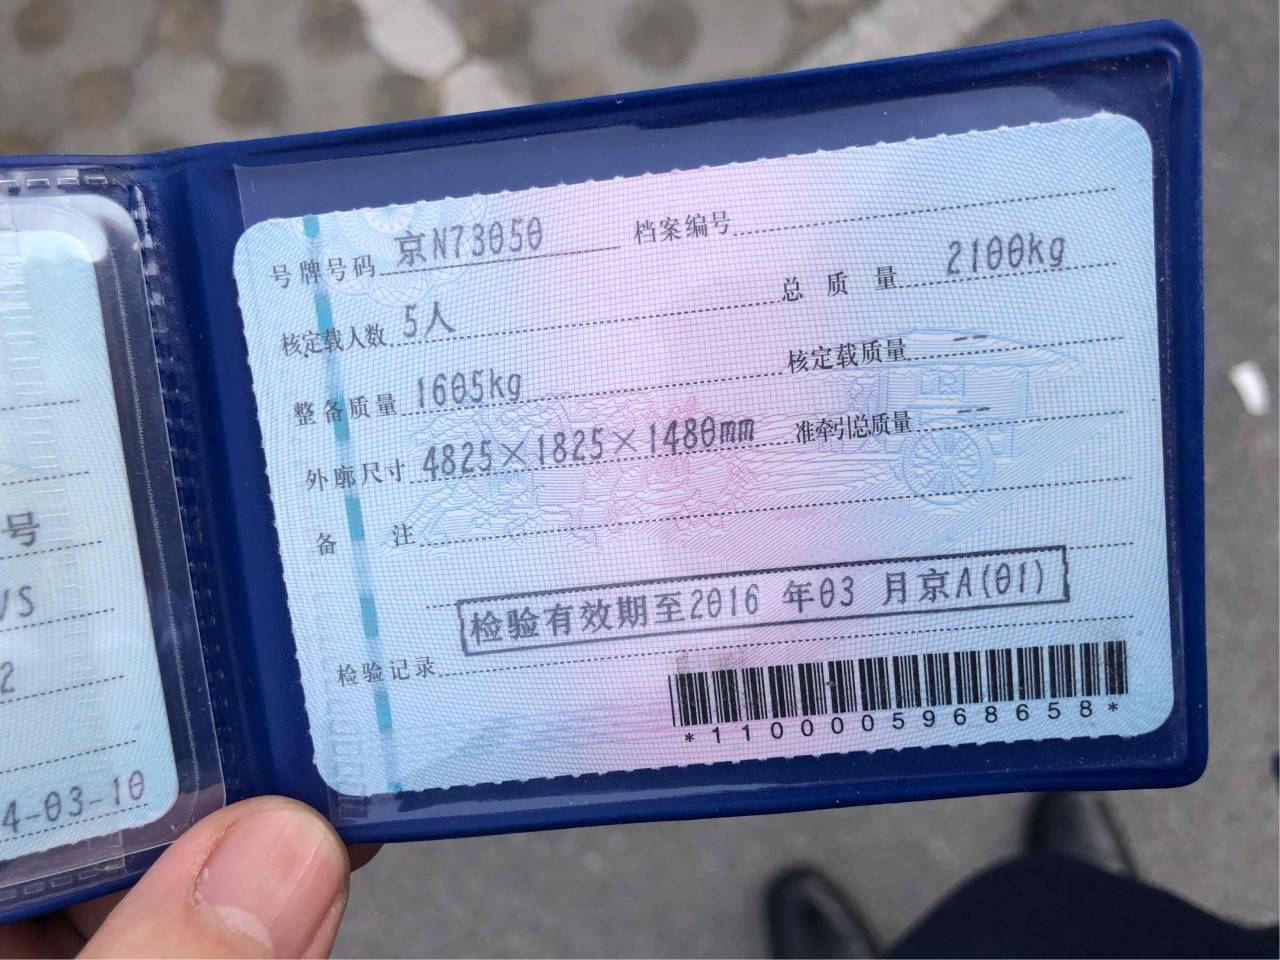 号牌号码 京N73050 档案编号
核定载人数 5人 总质量 2100kg
整备质量 1605kg 核定载质量 --
外廓尺寸 4825×1825×1480mm 准牵引总质量 --
备注
检验有效期至2016年03月京A(01)
检验记录
*1100005968658*
号
VS
2
4-03-10